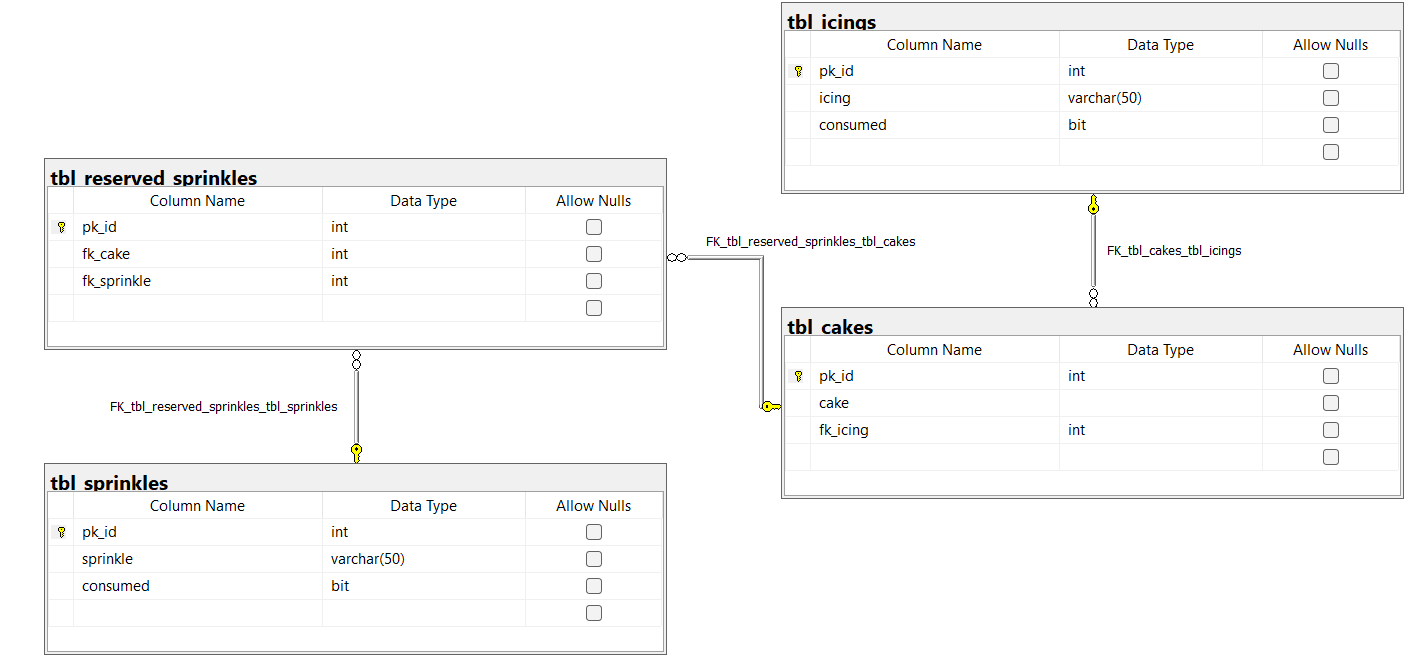 tbl_icings
Column Name Data Type Allow Nulls
pk_id int
icing varchar(50)
consumed bit
tbl_reserved_sprinkles
Column Name Data Type Allow Nulls
pk_id int
fk_cake int
fk_sprinkle int
FK_tbl_reserved_sprinkles_tbl_cakes
FK_tbl_cakes_tbl_icings
tbl_cakes
Column Name Data Type Allow Nulls
pk_id int
cake
fk_icing int
FK_tbl_reserved_sprinkles_tbl_sprinkles
tbl_sprinkles
Column Name Data Type Allow Nulls
pk_id int
sprinkle varchar(50)
consumed bit